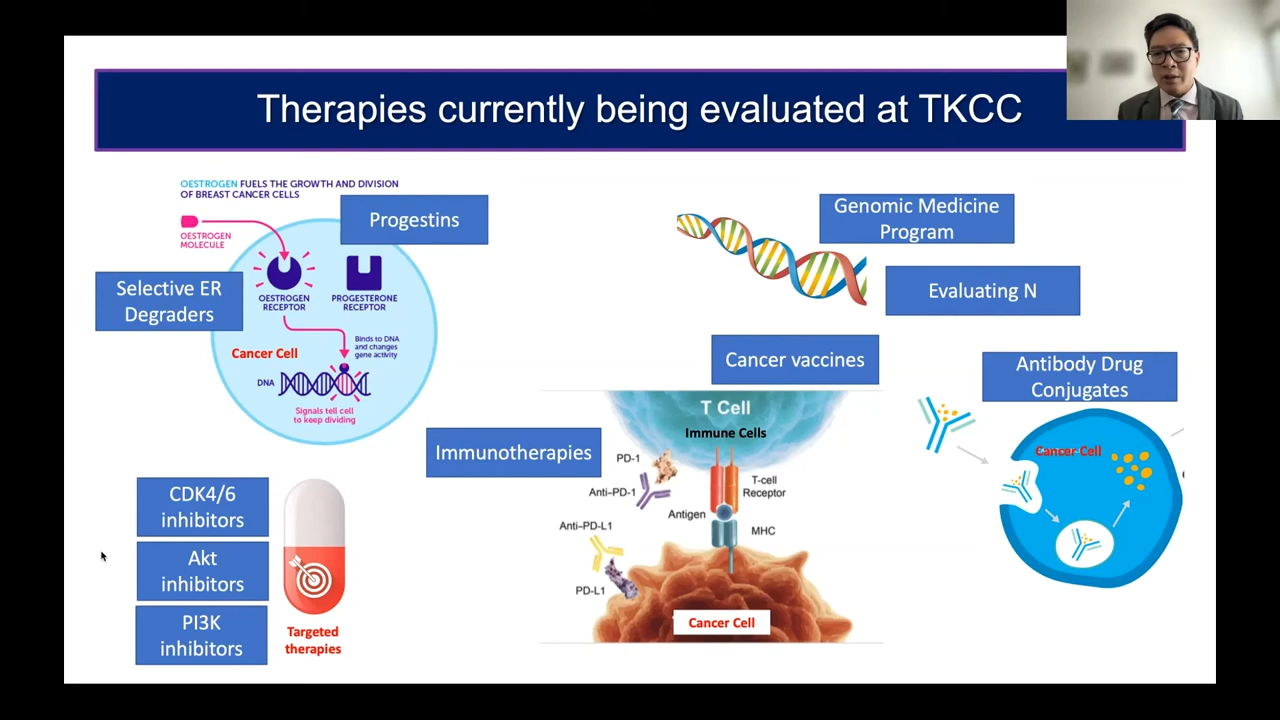 Therapies currently being evaluated at TKCC
OESTROGEN FUELS THE GROWTH AND DIVISION
OF BREAST CANCER CELLS
Progestins
OESTROGEN
MOLECULE
Selective ER
Degraders
OESTROGEN
RECEPTOR
PROGESTERONE
RECEPTOR
Binds to DNA
and changes
gene activity
Cancer Cell
DNA
Signals tell cell
to keep dividing
CDK4/6
inhibitors
Akt
inhibitors
PI3K
inhibitors
Targeted
therapies
Genomic Medicine
Program
Evaluating N
Cancer vaccines
Immunotherapies
T Cell
Immune Cells
PD-1
Anti–PD-1
T-cell
Receptor
Antigen
MHC
Anti–PD-L1
PD-L1
Cancer Cell
Antibody Drug
Conjugates
Cancer Cell